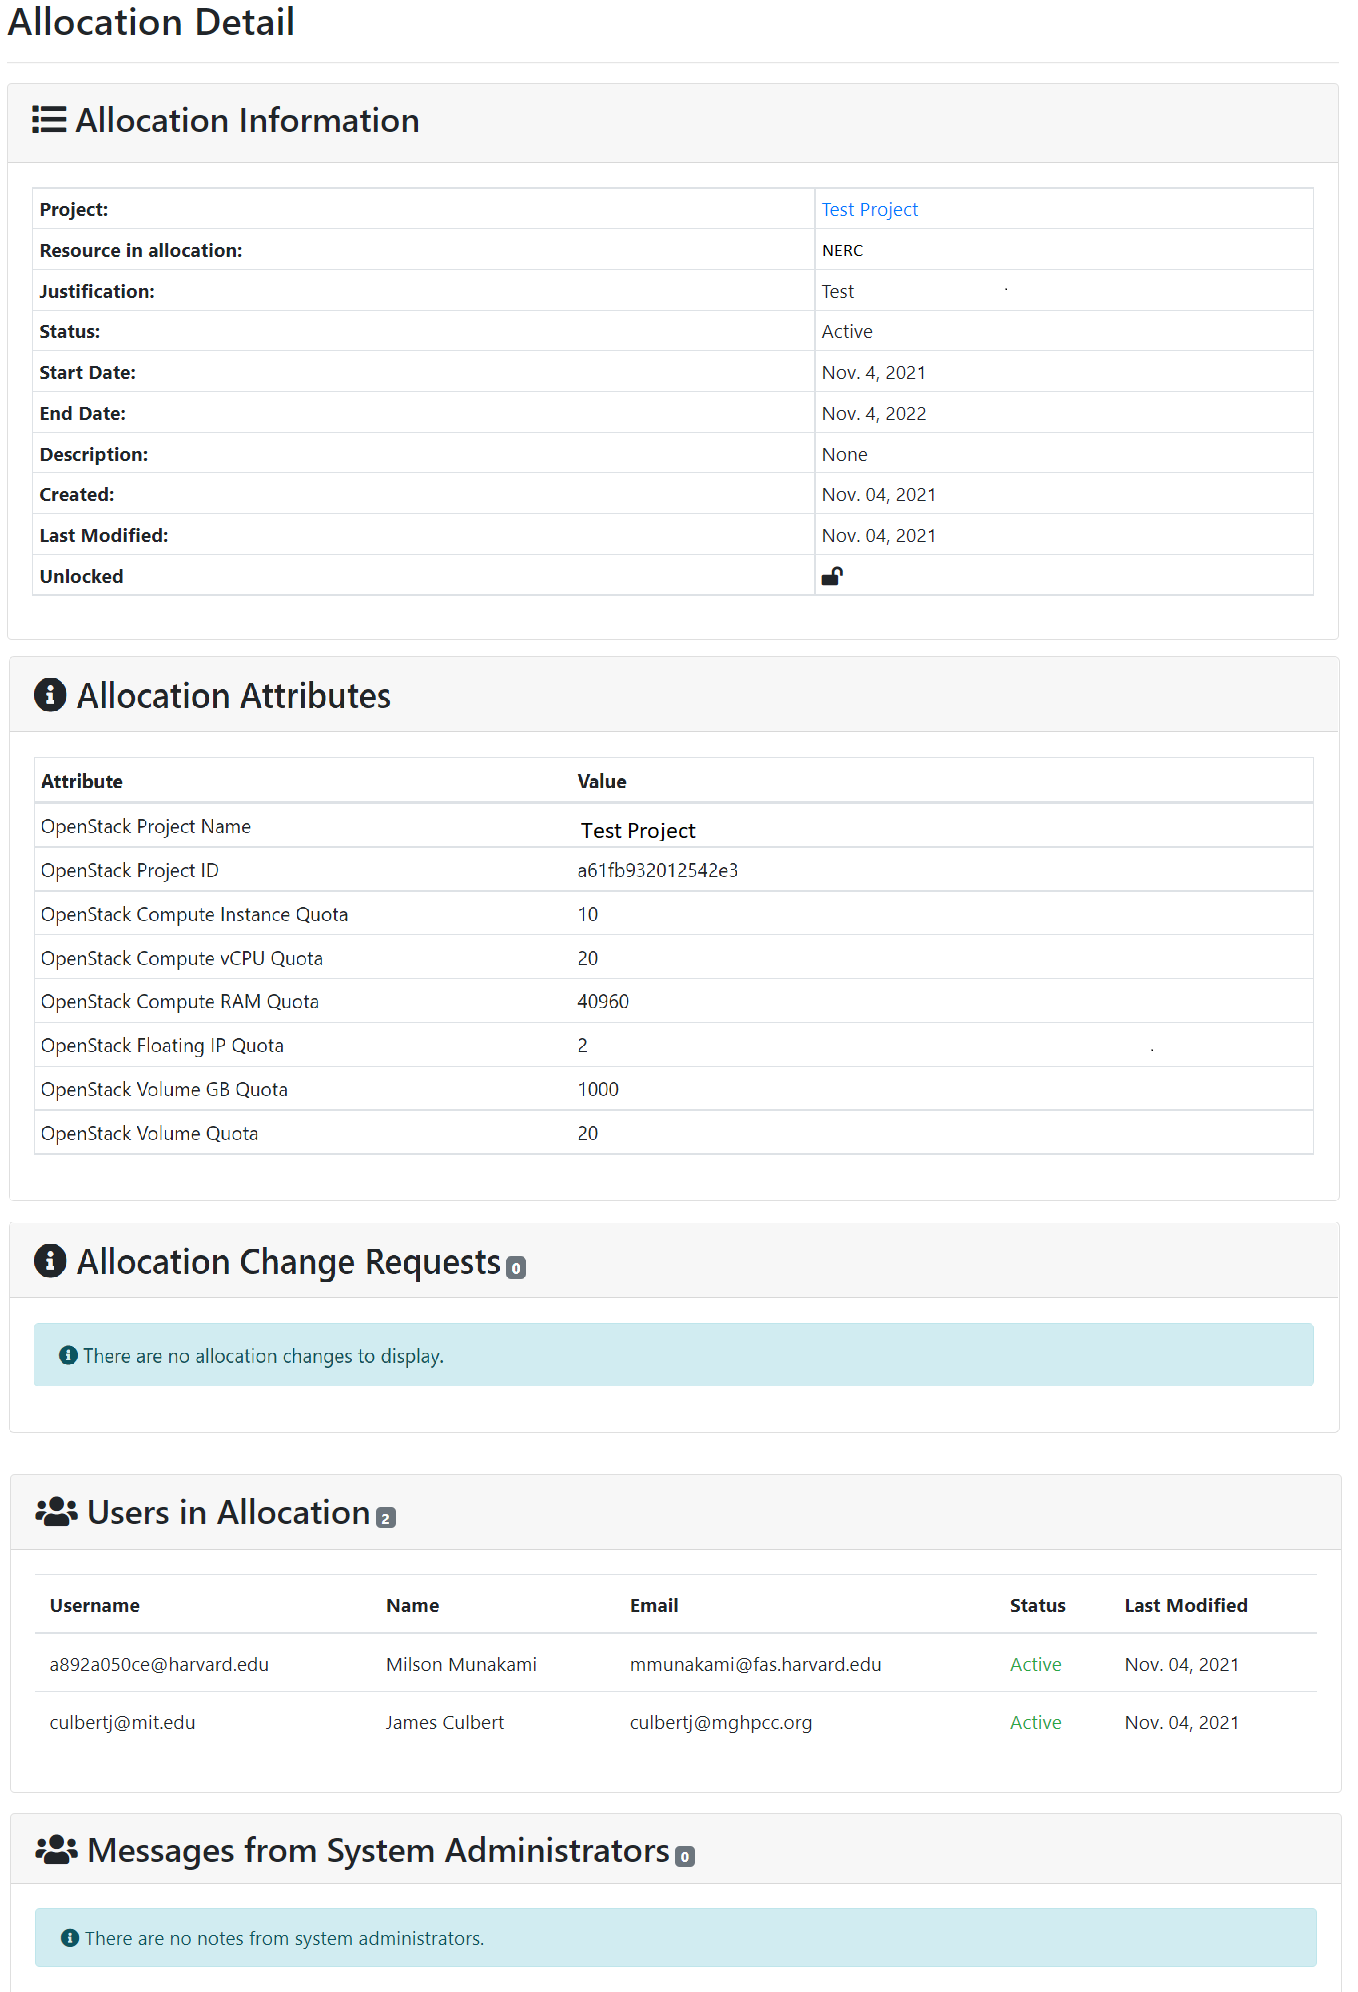 Allocation Detail
Allocation Information
Project: Test Project
Resource in allocation: NERC
Justification: Test
Status: Active
Start Date: Nov. 4, 2021
End Date: Nov. 4, 2022
Description: None
Created: Nov. 04, 2021
Last Modified: Nov. 04, 2021
Unlocked
Allocation Attributes
Attribute Value
OpenStack Project Name Test Project
OpenStack Project ID a61fb932012542e3
OpenStack Compute Instance Quota 10
OpenStack Compute vCPU Quota 20
OpenStack Compute RAM Quota 40960
OpenStack Floating IP Quota 2
OpenStack Volume GB Quota 1000
OpenStack Volume Quota 20
Allocation Change Requests 0
There are no allocation changes to display.
Users in Allocation 2
Username Name Email Status Last Modified
a892a050ce@harvard.edu Milson Munakami mmunakami@fas.harvard.edu Active Nov. 04, 2021
culbertj@mit.edu James Culbert culbertj@mghpcc.org Active Nov. 04, 2021
Messages from System Administrators 0
There are no notes from system administrators.